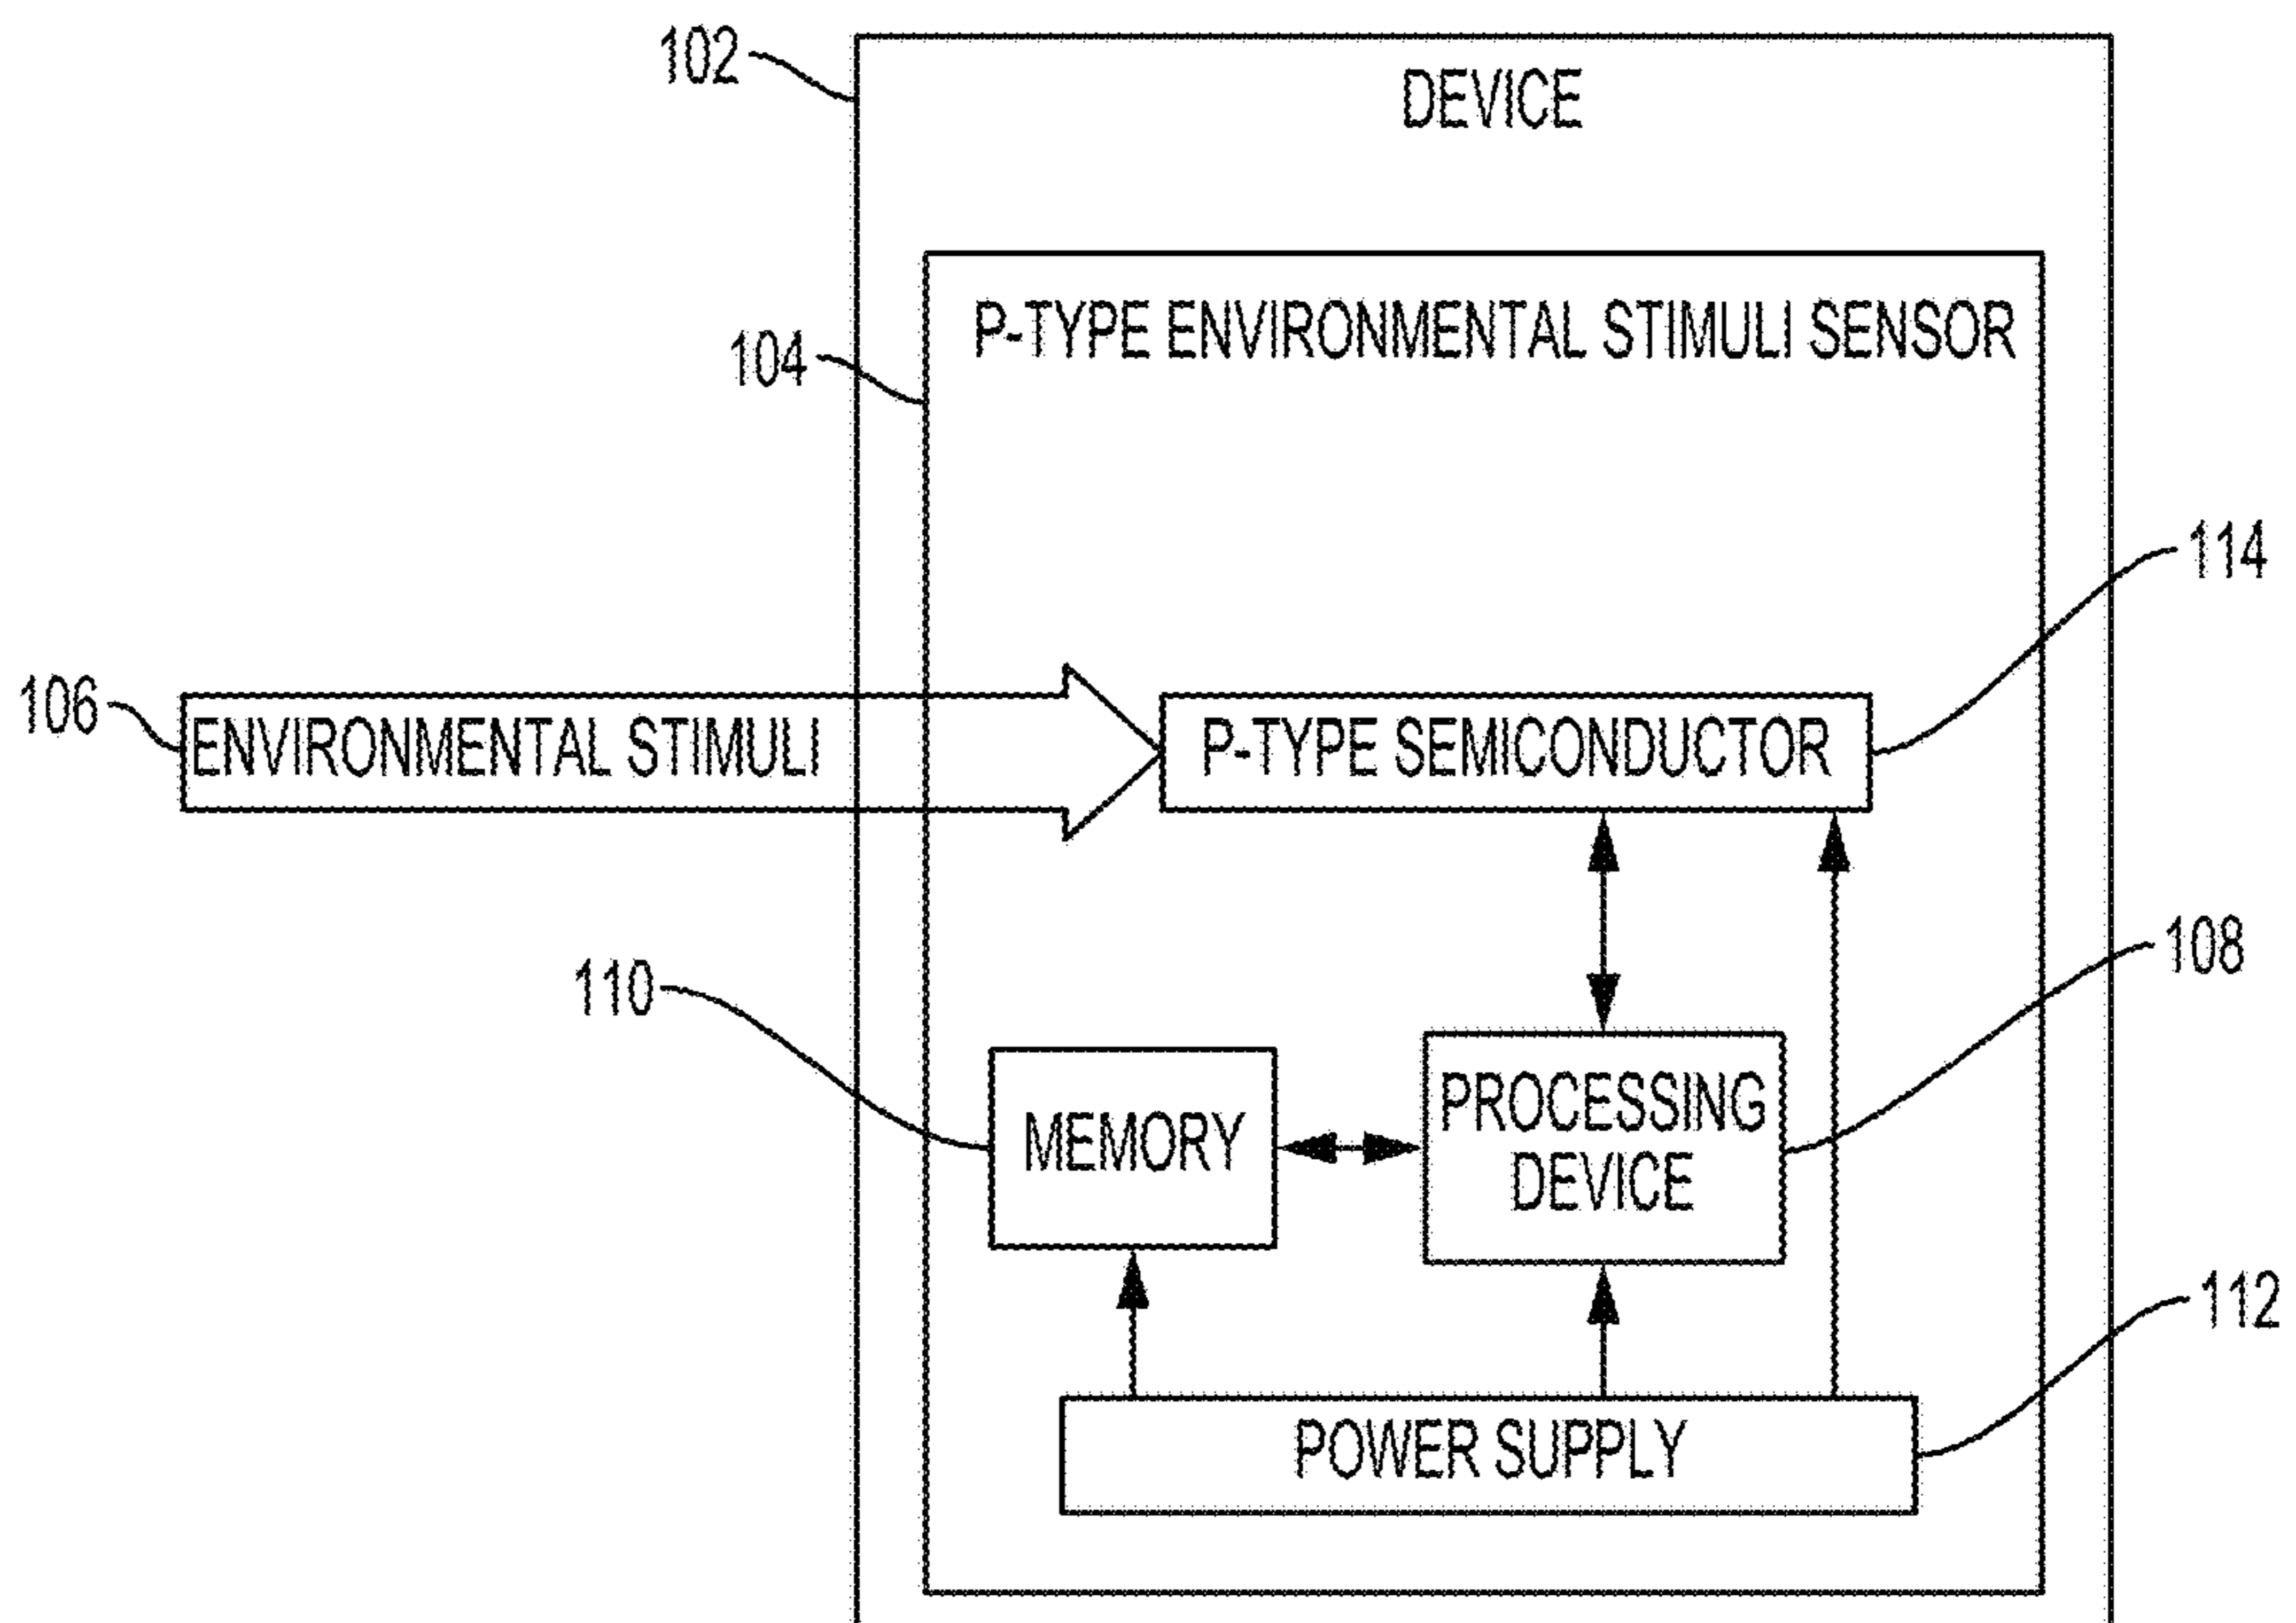 102
DEVICE
104
P-TYPE ENVIRONMENTAL STIMULI SENSOR
114
106
ENVIRONMENTAL STIMULI
P-TYPE SEMICONDUCTOR
108
110
MEMORY
PROCESSING
DEVICE
112
POWER SUPPLY